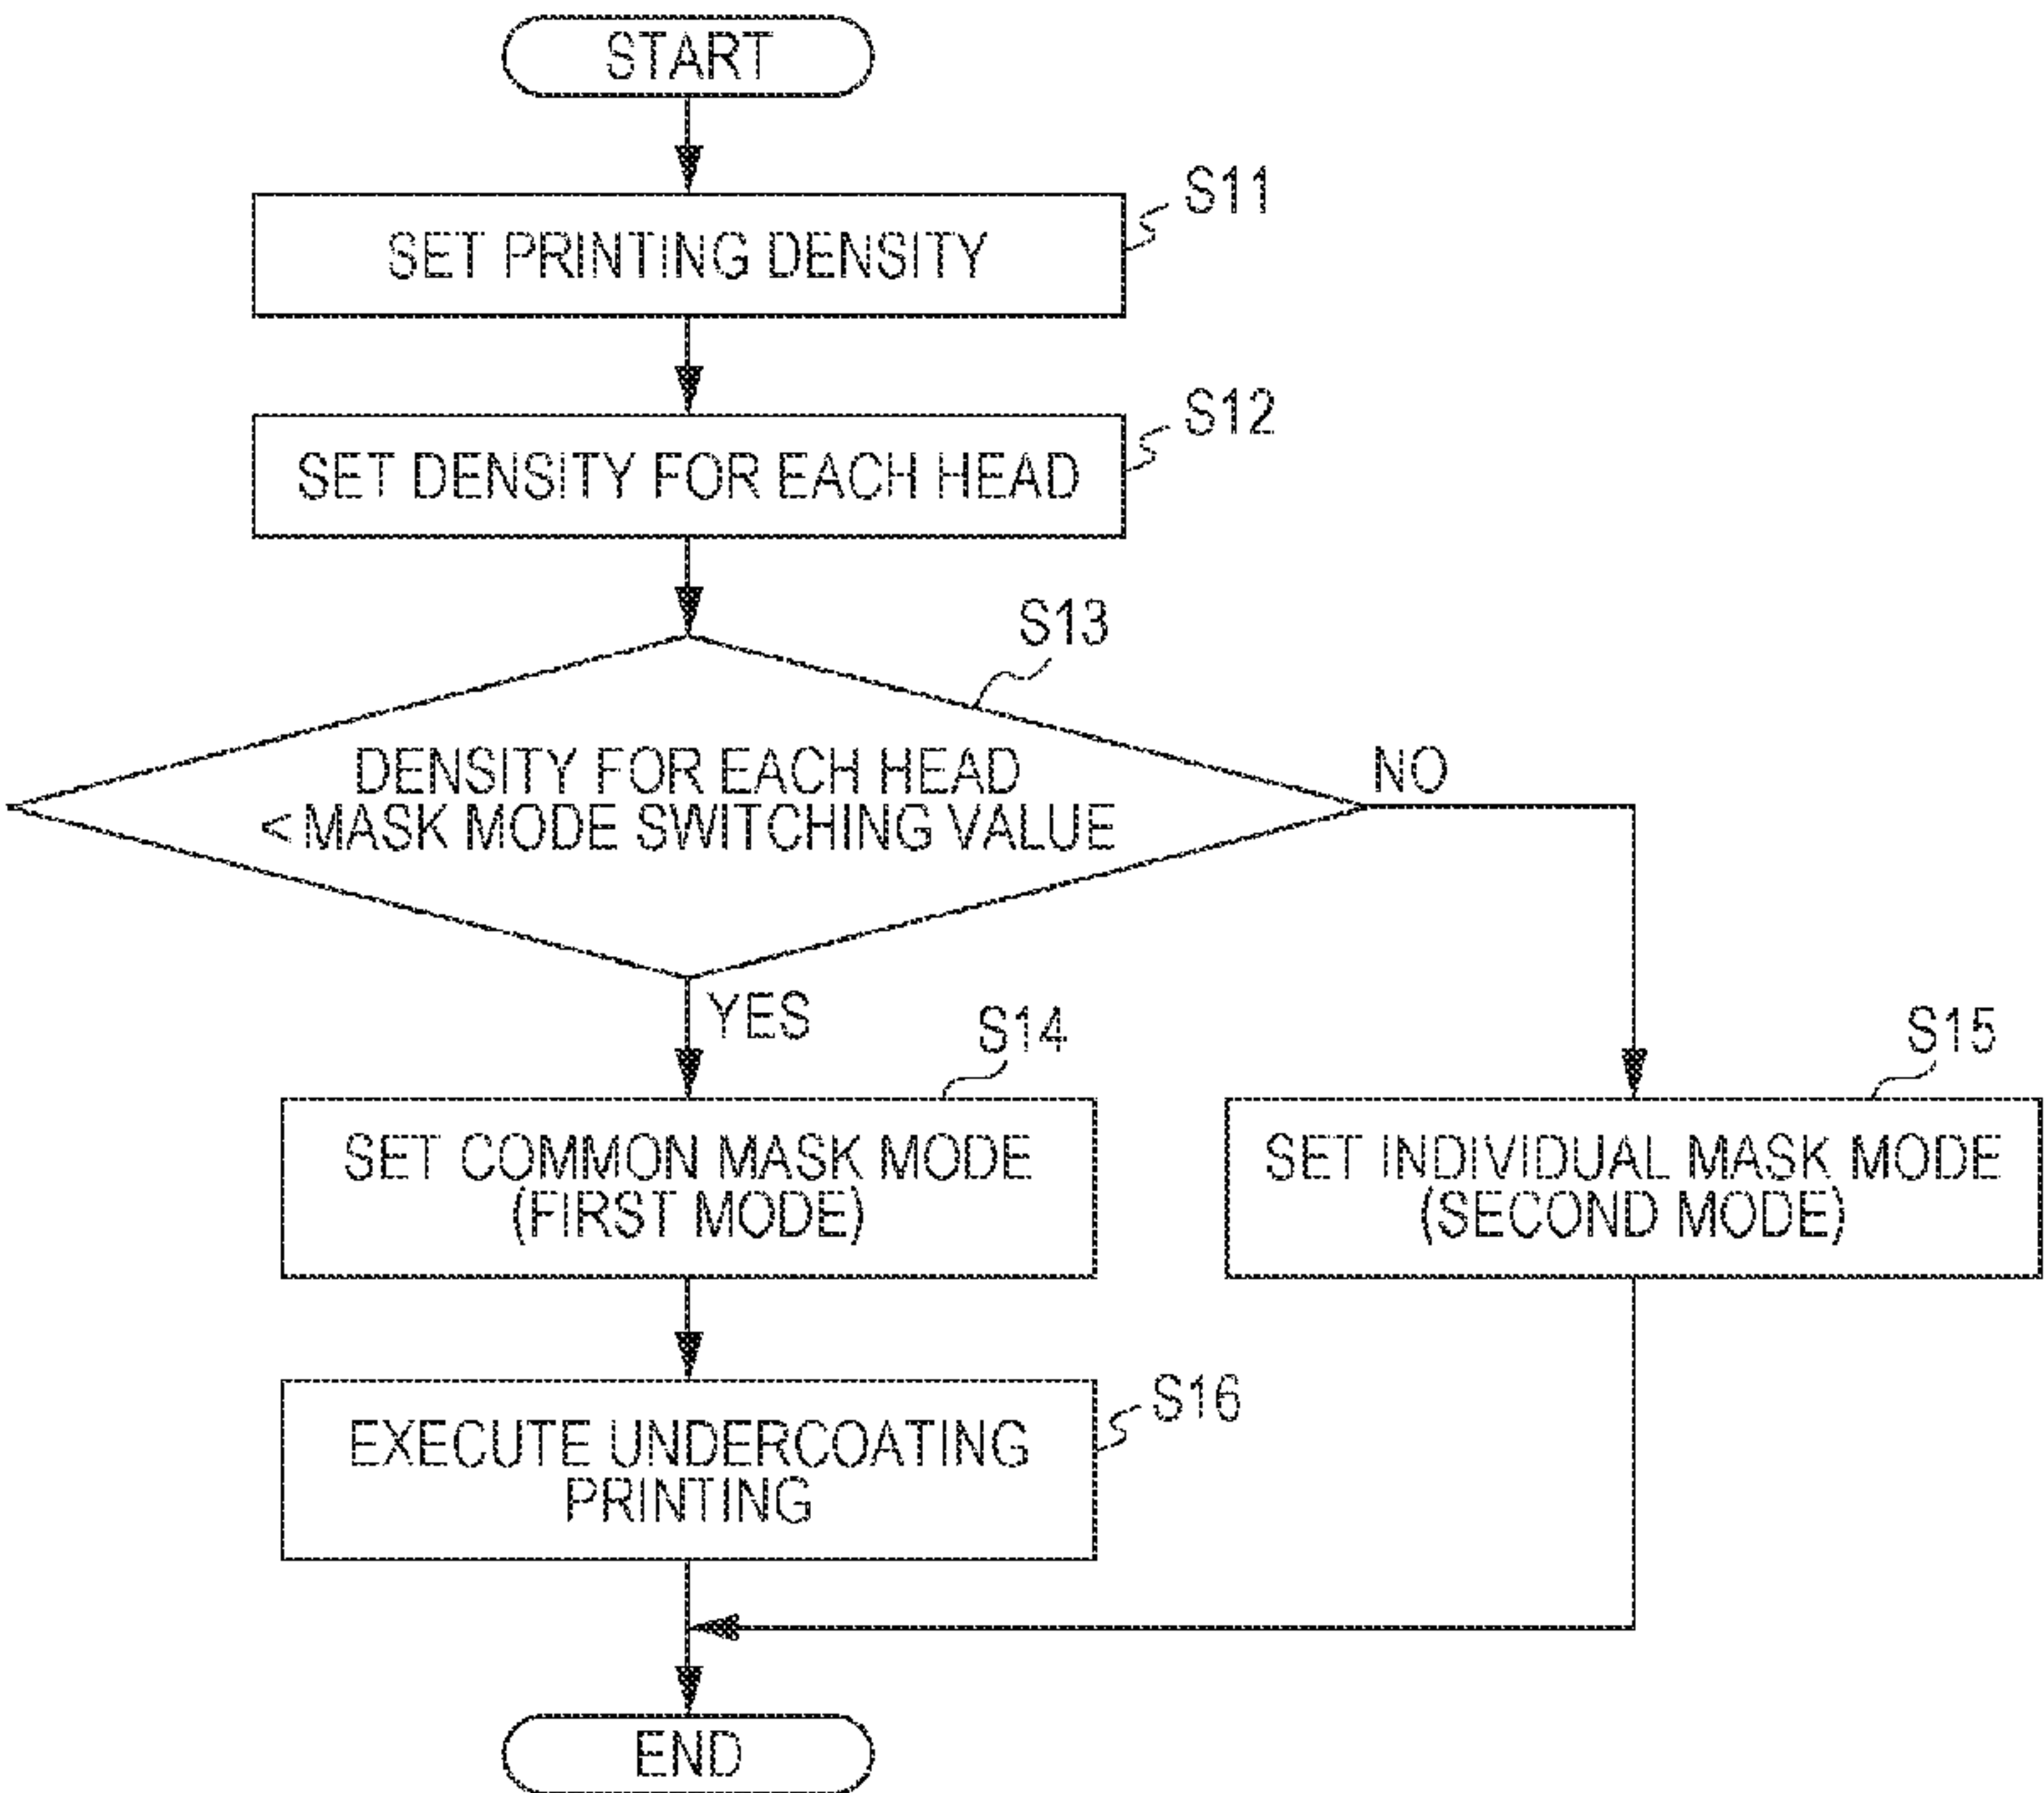 START
S11
SET PRINTING DENSITY
S12
SET DENSITY FOR EACH HEAD
S13
DENSITY FOR EACH HEAD
< MASK MODE SWITCHING VALUE
NO
YES
S14
SET COMMON MASK MODE
(FIRST MODE)
S15
SET INDIVIDUAL MASK MODE
(SECOND MODE)
S16
EXECUTE UNDERCOATING
PRINTING
END